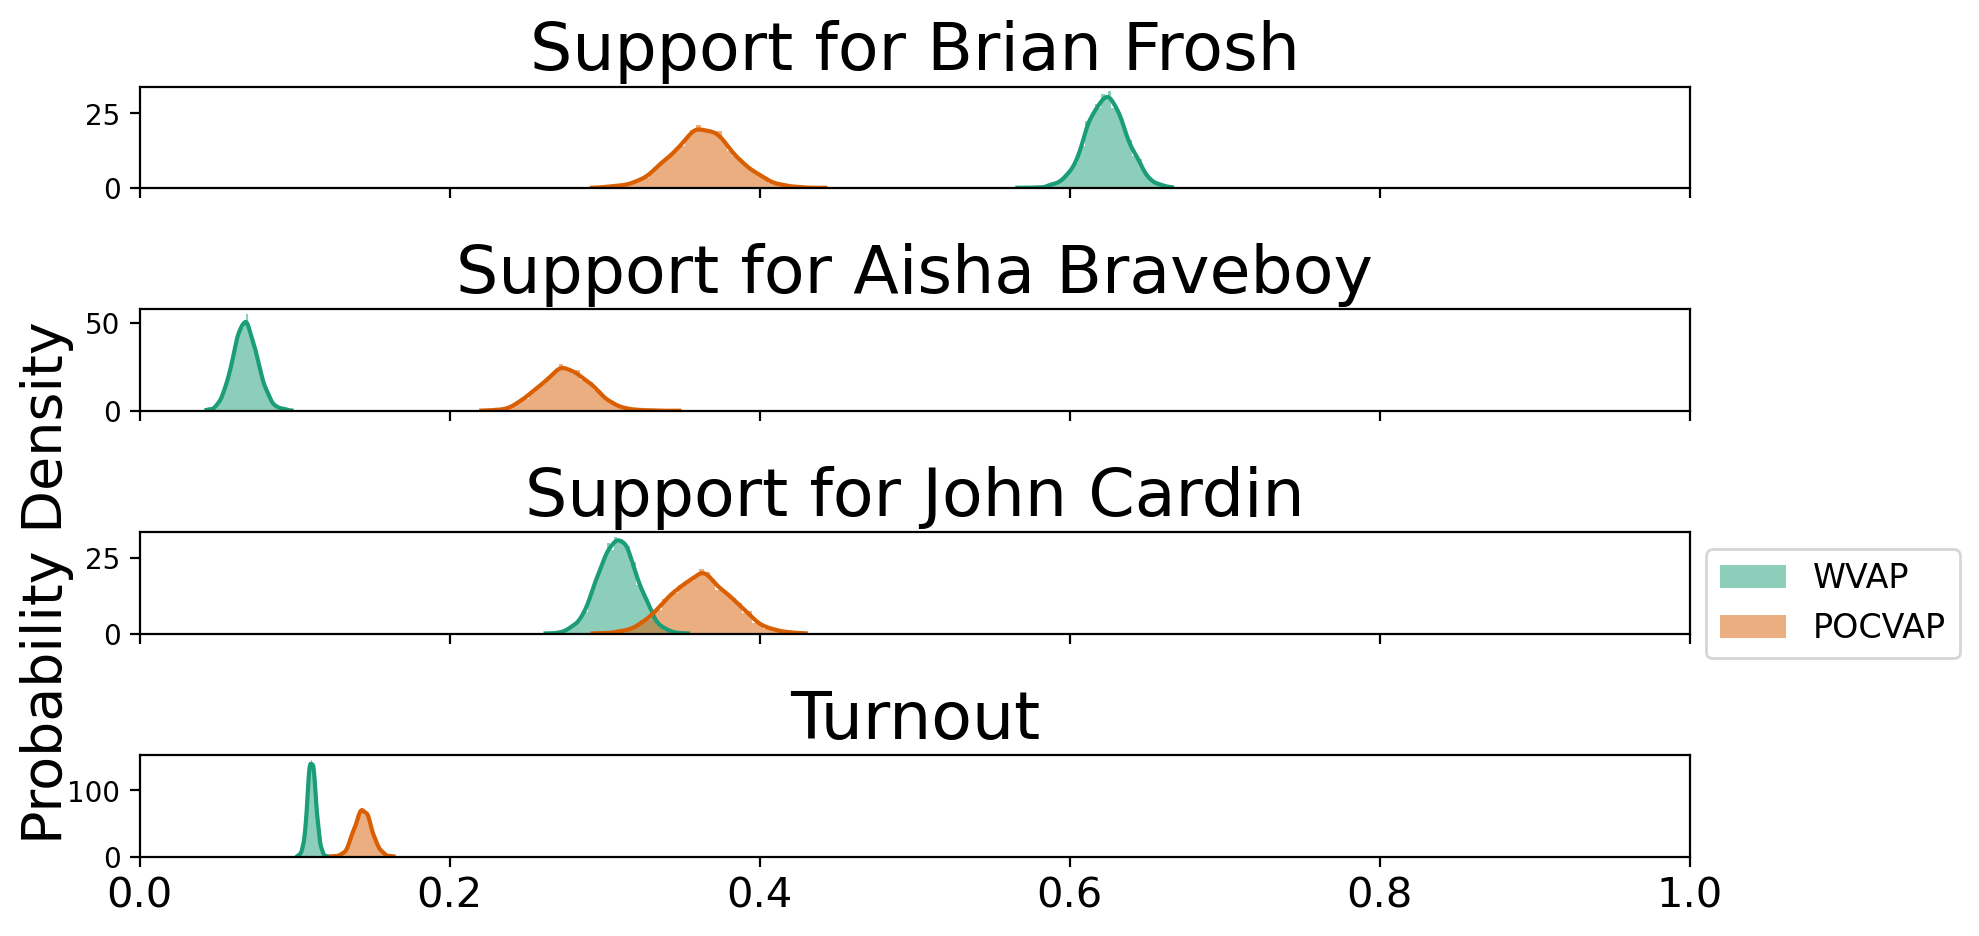 Support for Brian Frosh
25
0
Support for Aisha Braveboy
50
0
Support for John Cardin
25
0
Turnout
100
0
0.0 0.2 0.4 0.6 0.8 1.0
Probability Density
WVAP
POCVAP